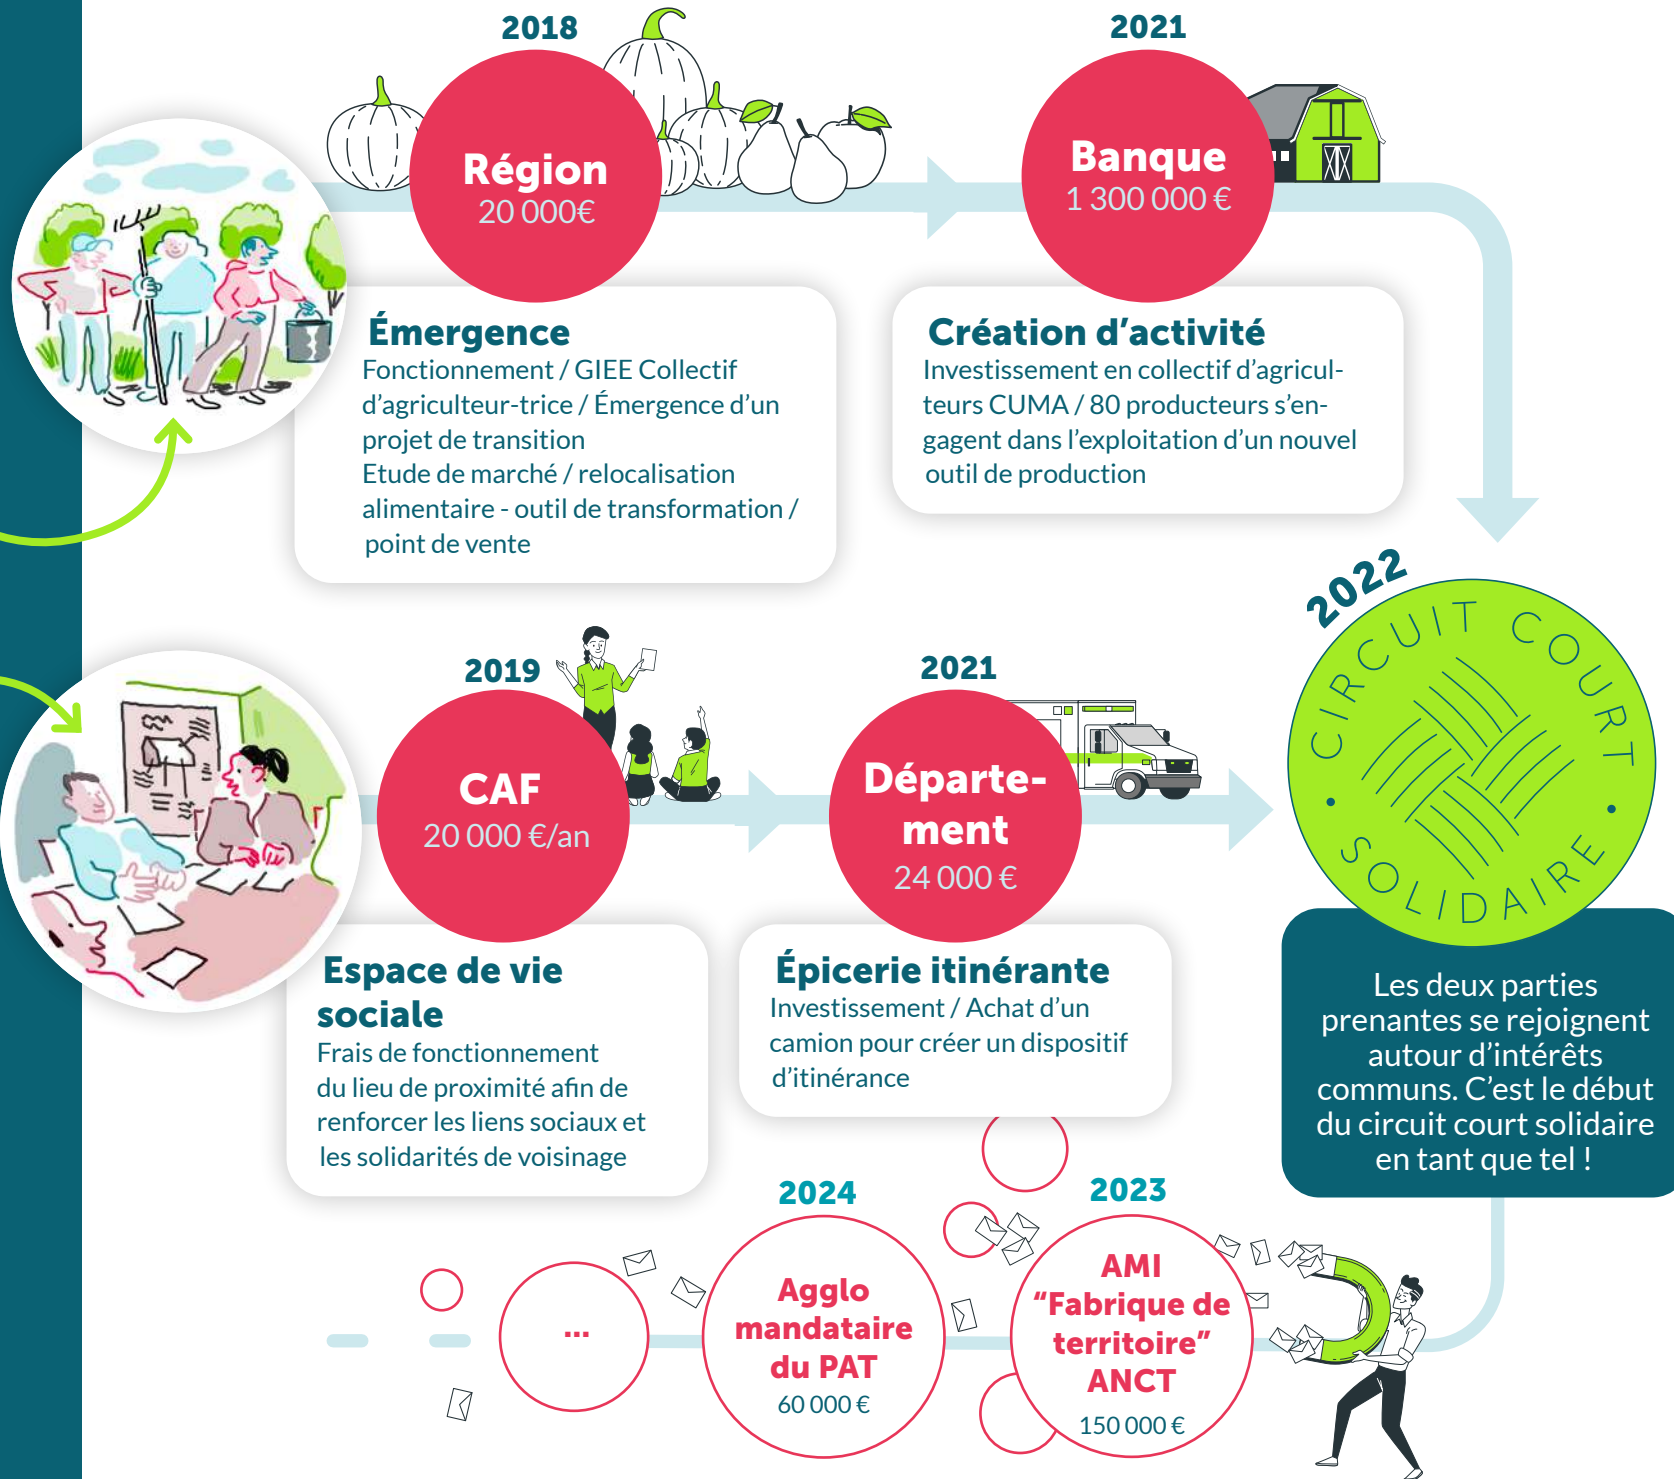 2018
Région
20 000€
Émergence
Fonctionnement / GIEE Collectif
d’agriculteur-trice / Émergence d’un
projet de transition
Etude de marché / relocalisation
alimentaire - outil de transformation /
point de vente
2021
Banque
1 300 000 €
Création d’activité
Investissement en collectif d’agricul-
teurs CUMA / 80 producteurs s’en-
gagent dans l’exploitation d’un nouvel
outil de production
2019
CAF
20 000 €/an
Espace de vie
sociale
Frais de fonctionnement
du lieu de proximité afin de
renforcer les liens sociaux et
les solidarités de voisinage
2021
Départe-
ment
24 000 €
Épicerie itinérante
Investissement / Achat d’un
camion pour créer un dispositif
d’itinérance
2022
CIRCUIT COURT
• SOLIDAIRE •
Les deux parties
prenantes se rejoignent
autour d’intérêts
communs. C’est le début
du circuit court solidaire
en tant que tel !
2023
AMI
“Fabrique de
territoire”
ANCT
150 000 €
2024
Agglo
mandataire
du PAT
60 000 €
...